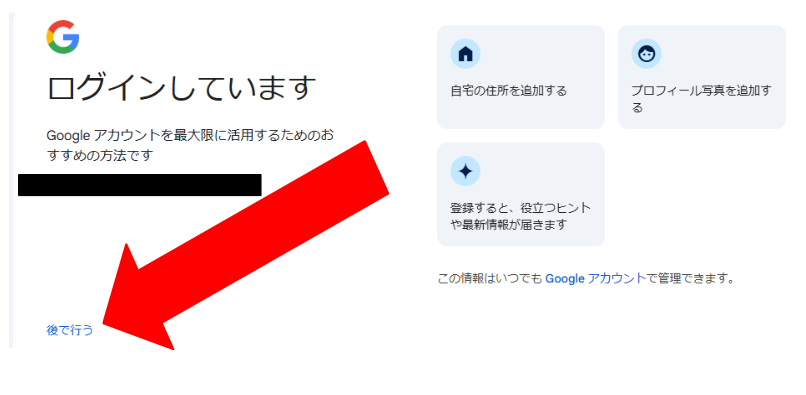 ログインしています
Google アカウントを最大限に活用するためのお
すすめの方法です
後で行う
自宅の住所を追加する
プロフィール写真を追加す
る
登録すると、役立つヒント
や最新情報が届きます
この情報はいつでも Google アカウントで管理できます。